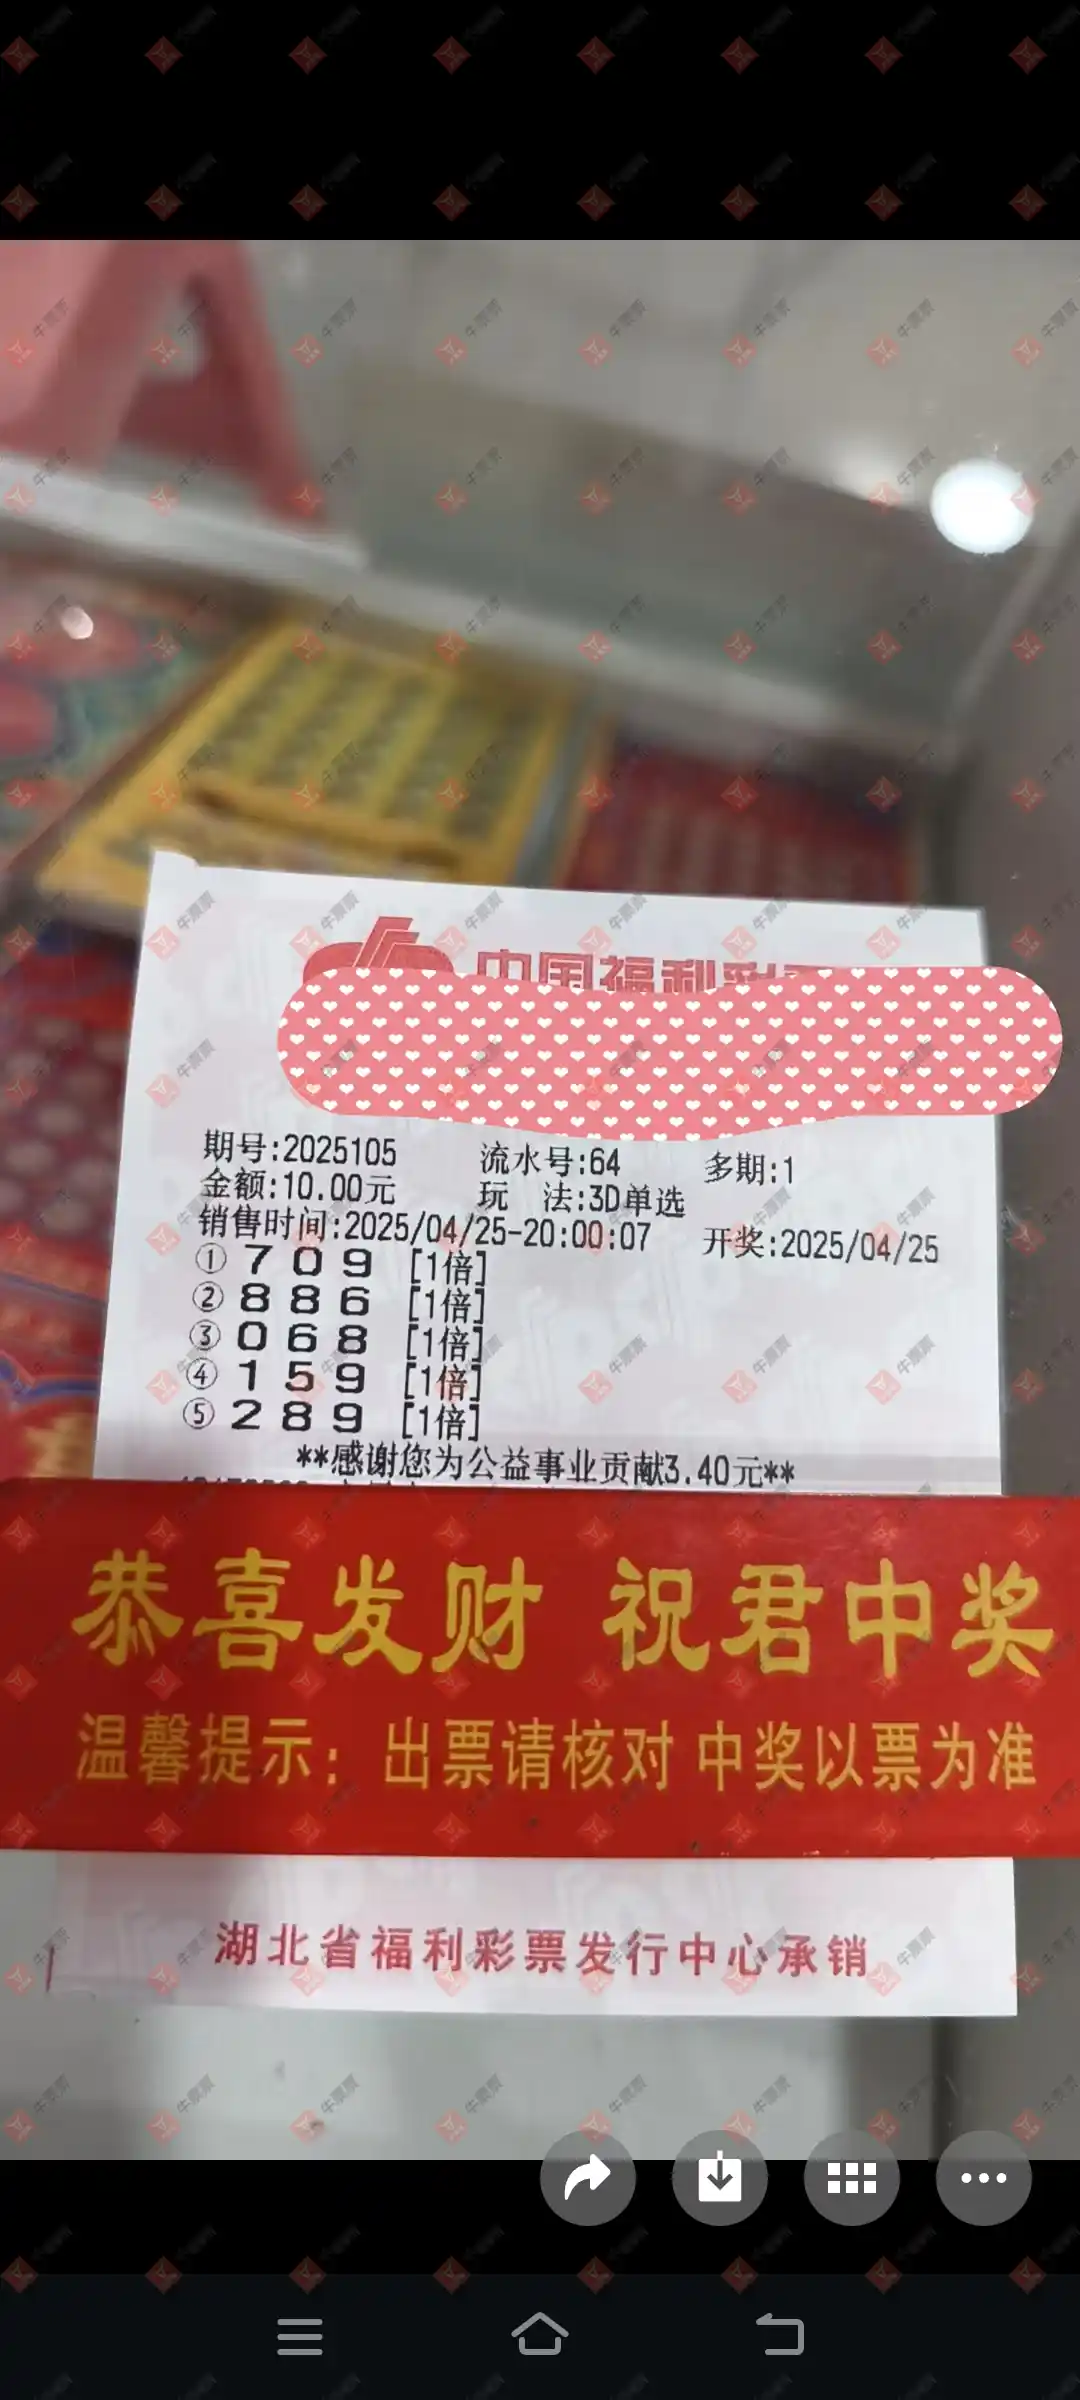 中国福利彩票
期号:2025105 流水号:64 多期:1
金额:10.00元 玩 法:3D单选
销售时间:2025/04/25-20:00:07 开奖:2025/04/25
① 7 0 9 [1倍]
② 8 8 6 [1倍]
③ 0 6 8 [1倍]
④ 1 5 9 [1倍]
⑤ 2 8 9 [1倍]
**感谢您为公益事业贡献3.40元**
恭喜发财 祝君中奖
温馨提示：出票请核对 中奖以票为准
湖北省福利彩票发行中心承销
牛票票